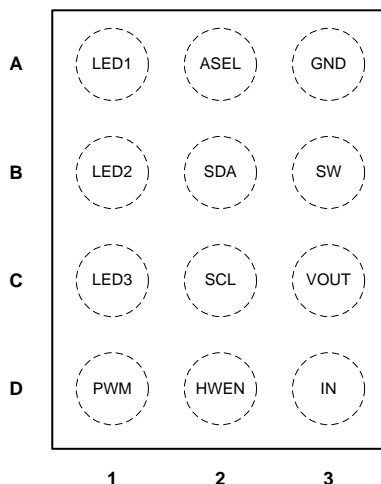 A LED1 ASEL GND
B LED2 SDA SW
C LED3 SCL VOUT
D PWM HWEN IN
1 2 3